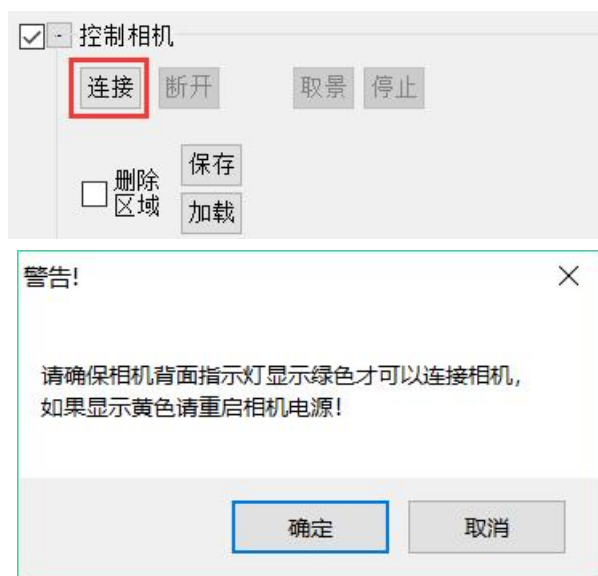 控制相机
连接 断开 取景 停止
删除
区域
保存
加载
警告!
请确保相机背面指示灯显示绿色才可以连接相机,
如果显示黄色请重启相机电源!
确定 取消